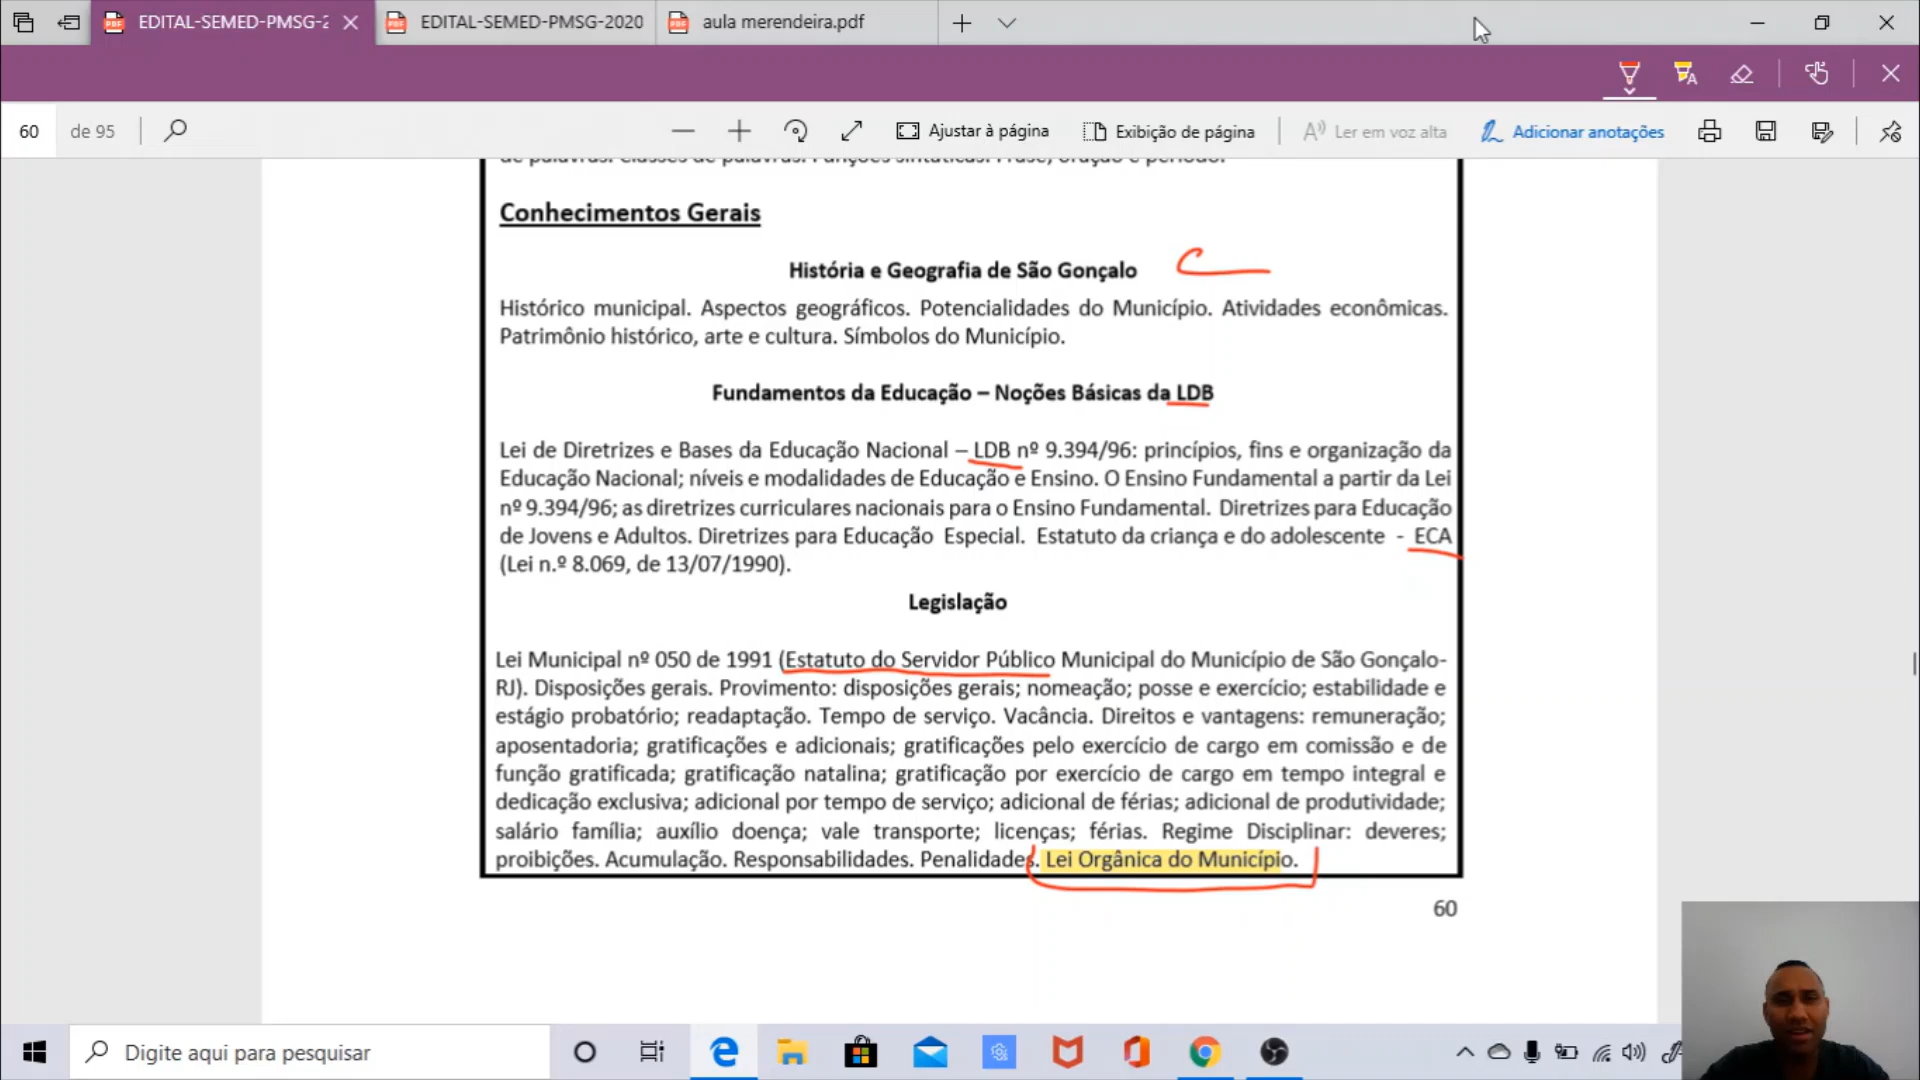 EDITAL-SEMED-PMSG-2
EDITAL-SEMED-PMSG-2020
aula merendeira.pdf
60 de 95
Ajustar à página
Exibição de página
Ler em voz alta
Adicionar anotações
de palavras. Classes de palavras. Funções sintáticas. Frase, oração e período.
Conhecimentos Gerais
História e Geografia de São Gonçalo
Histórico municipal. Aspectos geográficos. Potencialidades do Município. Atividades econômicas.
Patrimônio histórico, arte e cultura. Símbolos do Município.
Fundamentos da Educação – Noções Básicas da LDB
Lei de Diretrizes e Bases da Educação Nacional – LDB nº 9.394/96: princípios, fins e organização da
Educação Nacional; níveis e modalidades de Educação e Ensino. O Ensino Fundamental a partir da Lei
nº 9.394/96; as diretrizes curriculares nacionais para o Ensino Fundamental. Diretrizes para Educação
de Jovens e Adultos. Diretrizes para Educação Especial. Estatuto da criança e do adolescente - ECA
(Lei n.º 8.069, de 13/07/1990).
Legislação
Lei Municipal nº 050 de 1991 (Estatuto do Servidor Público Municipal do Município de São Gonçalo-
RJ). Disposições gerais. Provimento: disposições gerais; nomeação; posse e exercício; estabilidade e
estágio probatório; readaptação. Tempo de serviço. Vacância. Direitos e vantagens: remuneração;
aposentadoria; gratificações e adicionais; gratificações pelo exercício de cargo em comissão e de
função gratificada; gratificação natalina; gratificação por exercício de cargo em tempo integral e
dedicação exclusiva; adicional por tempo de serviço; adicional de férias; adicional de produtividade;
salário família; auxílio doença; vale transporte; licenças; férias. Regime Disciplinar: deveres;
proibições. Acumulação. Responsabilidades. Penalidades. Lei Orgânica do Município.
60
Digite aqui para pesquisar